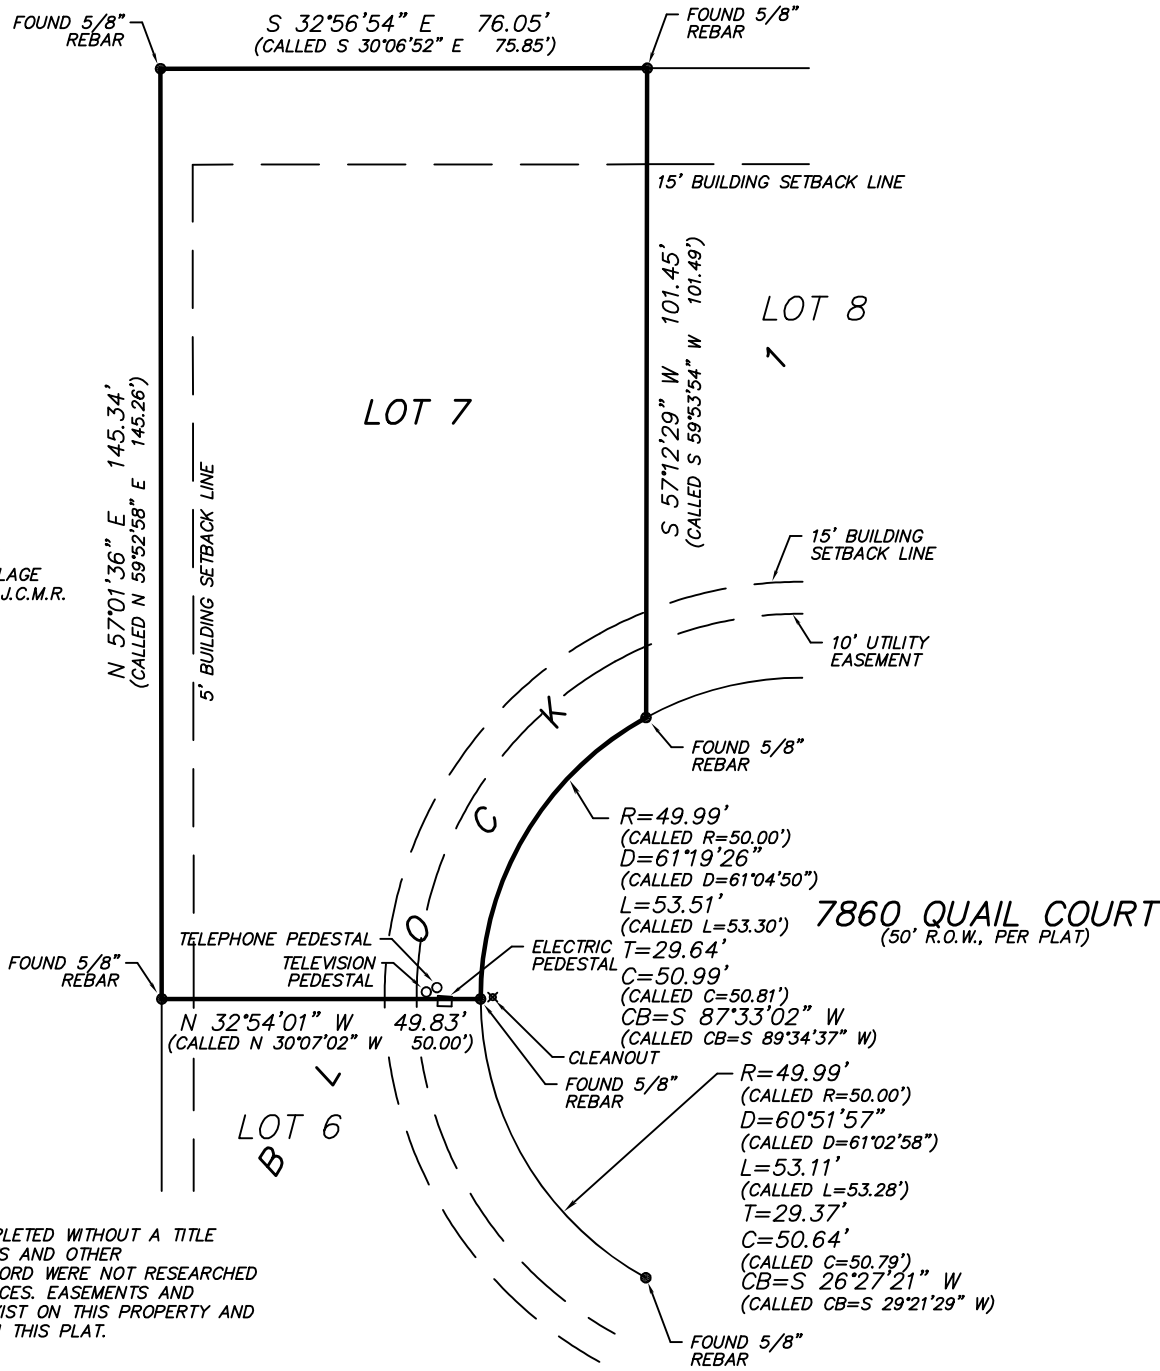 FOUND 5/8"
REBAR
S 32°56'54" E 76.05'
(CALLED S 30°06'52" E 75.85')
FOUND 5/8"
REBAR
15' BUILDING SETBACK LINE
S 57°12'29" W 101.45'
(CALLED S 59°53'54" W 101.49')
LOT 8
1
LOT 7
N 57°01'36" E 145.34'
(CALLED N 59°52'58" E 145.26')
5' BUILDING SETBACK LINE
15' BUILDING
SETBACK LINE
LAGE
J.C.M.R.
10' UTILITY
EASEMENT
B L O C K
FOUND 5/8"
REBAR
R=49.99'
(CALLED R=50.00')
D=61°19'26"
(CALLED D=61°04'50")
L=53.51'
(CALLED L=53.30')
T=29.64'
C=50.99'
(CALLED C=50.81')
CB=S 87°33'02" W
(CALLED CB=S 89°34'37" W)
7860 QUAIL COURT
(50' R.O.W., PER PLAT)
TELEPHONE PEDESTAL
TELEVISION
PEDESTAL
ELECTRIC
PEDESTAL
FOUND 5/8"
REBAR
N 32°54'01" W 49.83'
(CALLED N 30°07'02" W 50.00')
CLEANOUT
FOUND 5/8"
REBAR
LOT 6
R=49.99'
(CALLED R=50.00')
D=60°51'57"
(CALLED D=61°02'58")
L=53.11'
(CALLED L=53.28')
T=29.37'
C=50.64'
(CALLED C=50.79')
CB=S 26°27'21" W
(CALLED CB=S 29°21'29" W)
FOUND 5/8"
REBAR
PLETED WITHOUT A TITLE
S AND OTHER
ORD WERE NOT RESEARCHED
CES. EASEMENTS AND
IST ON THIS PROPERTY AND
THIS PLAT.